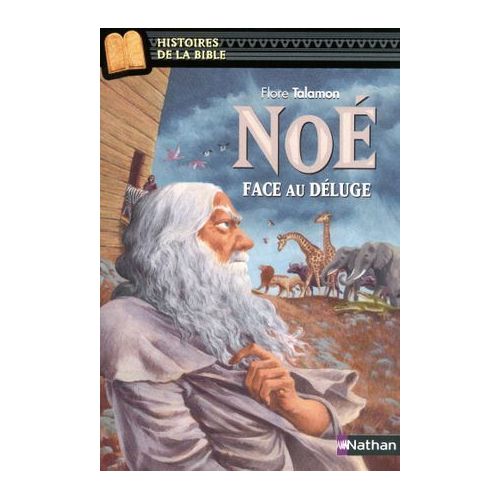 HISTOIRES
DE LA BIBLE
Flore Talamon
NOÉ
FACE AU DÉLUGE
Nathan